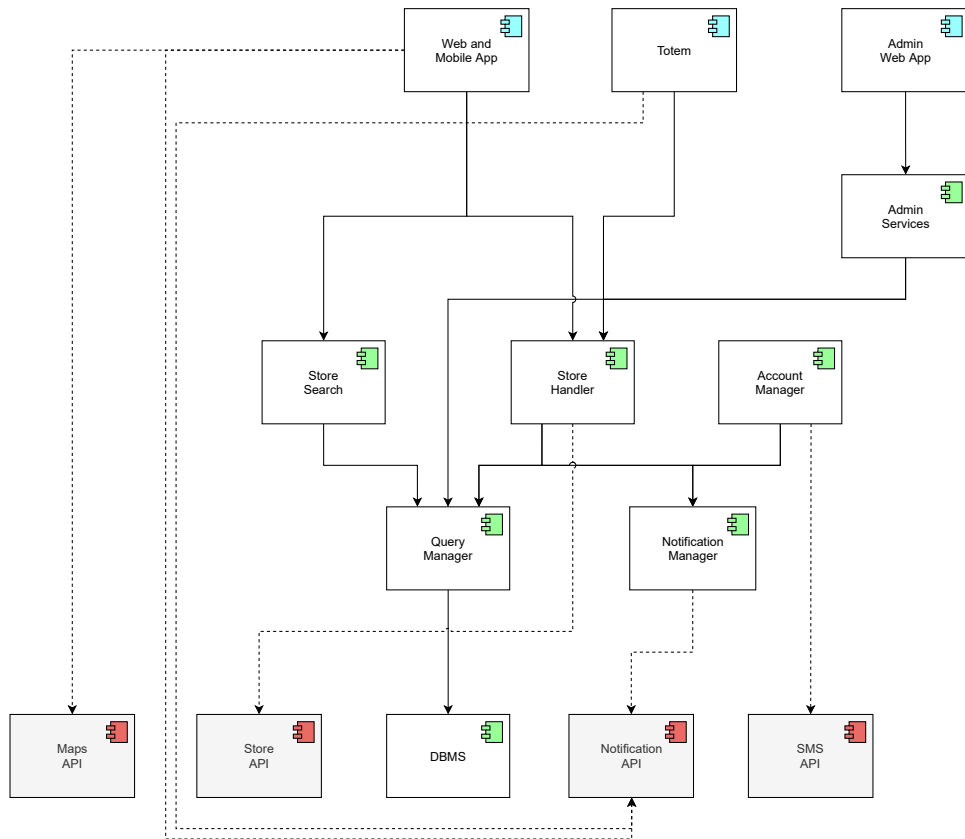 Web and
Mobile App
Totem
Admin
Web App
Admin
Services
Store
Search
Store
Handler
Account
Manager
Query
Manager
Notification
Manager
Maps
API
Store
API
DBMS
Notification
API
SMS
API